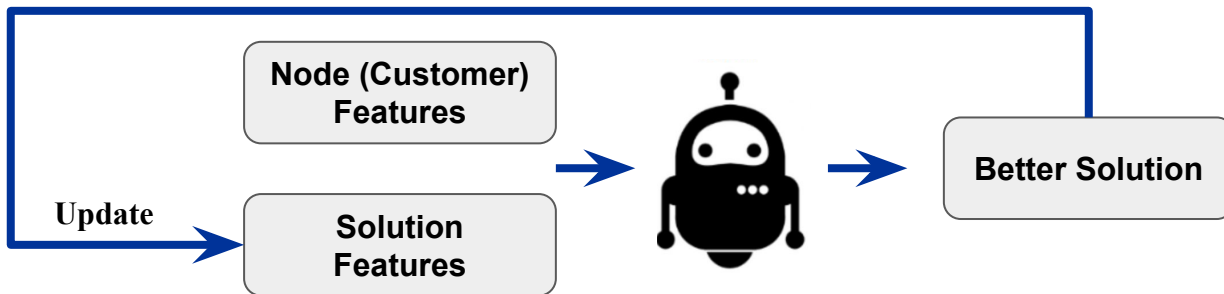 Node (Customer)
Features
Update
Solution
Features
Better Solution